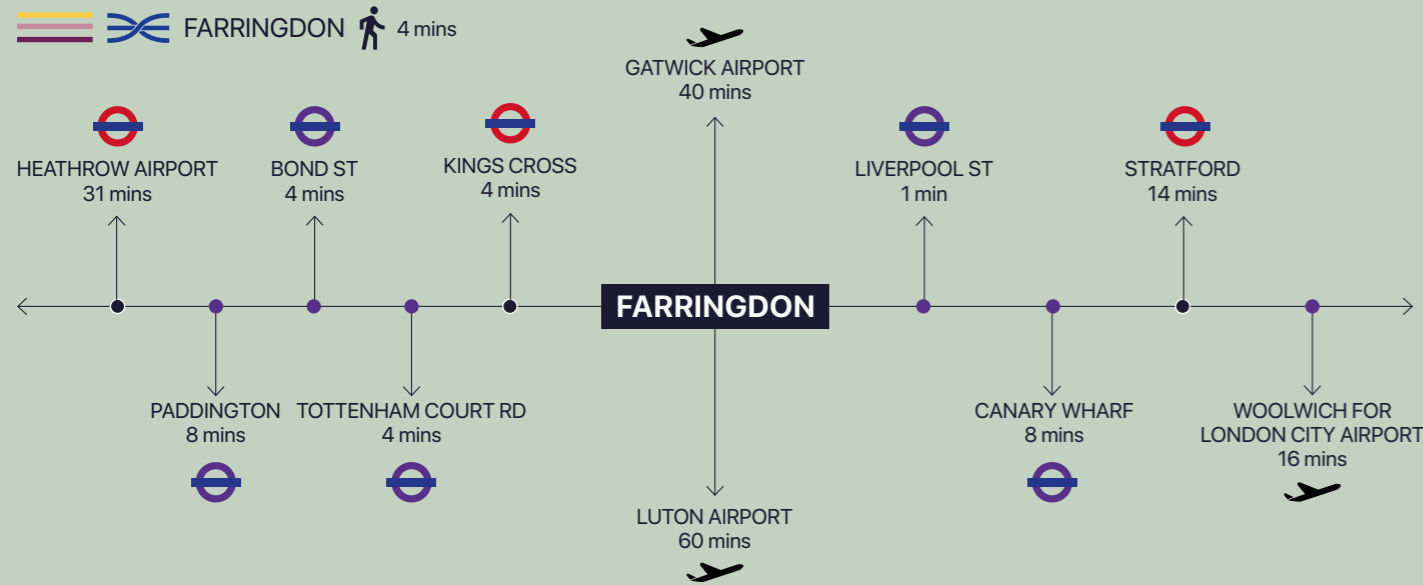 FARRINGDON 4 mins
GATWICK AIRPORT
40 mins
HEATHROW AIRPORT
31 mins
BOND ST
4 mins
KINGS CROSS
4 mins
LIVERPOOL ST
1 min
STRATFORD
14 mins
FARRINGDON
PADDINGTON
8 mins
TOTTENHAM COURT RD
4 mins
CANARY WHARF
8 mins
WOOLWICH FOR
LONDON CITY AIRPORT
16 mins
LUTON AIRPORT
60 mins